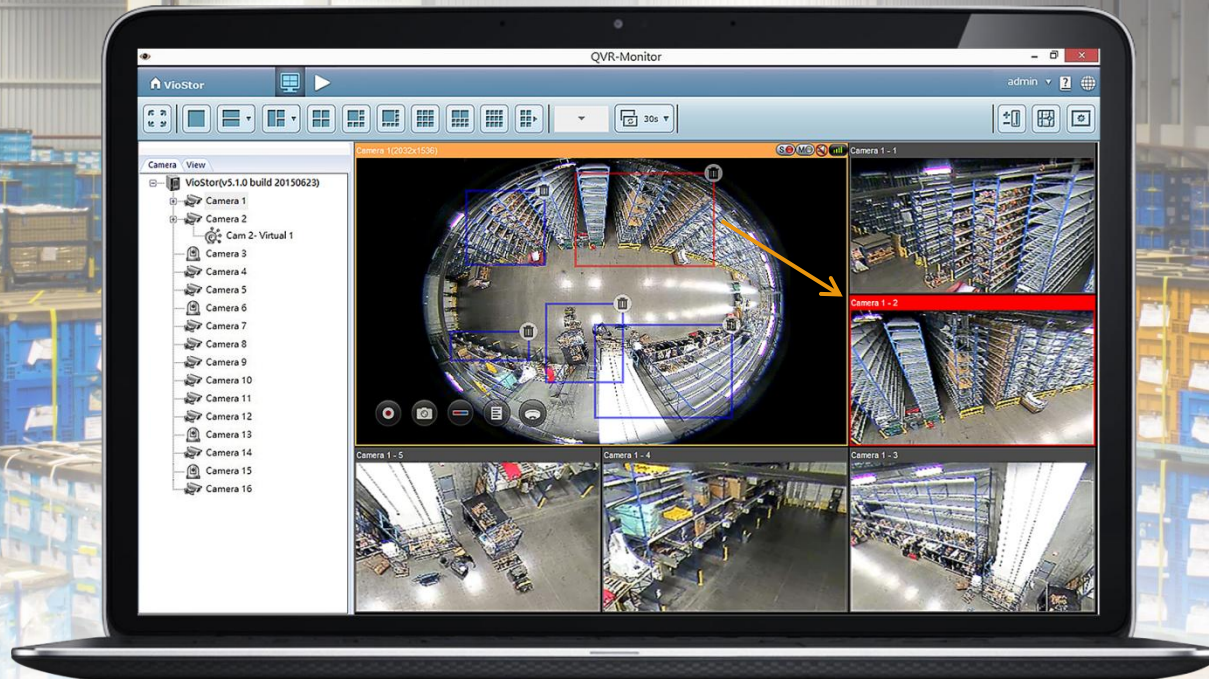 QVR-Monitor
VioStor
admin
30s
Camera View
VioStor(v5.1.0 build 20150623)
Camera 1
Camera 2
Cam 2- Virtual 1
Camera 3
Camera 4
Camera 5
Camera 6
Camera 7
Camera 8
Camera 9
Camera 10
Camera 11
Camera 12
Camera 13
Camera 14
Camera 15
Camera 16
Camera 1(2032x1536)
S M
Camera 1 - 1
Camera 1 - 2
Camera 1 - 5
Camera 1 - 4
Camera 1 - 3